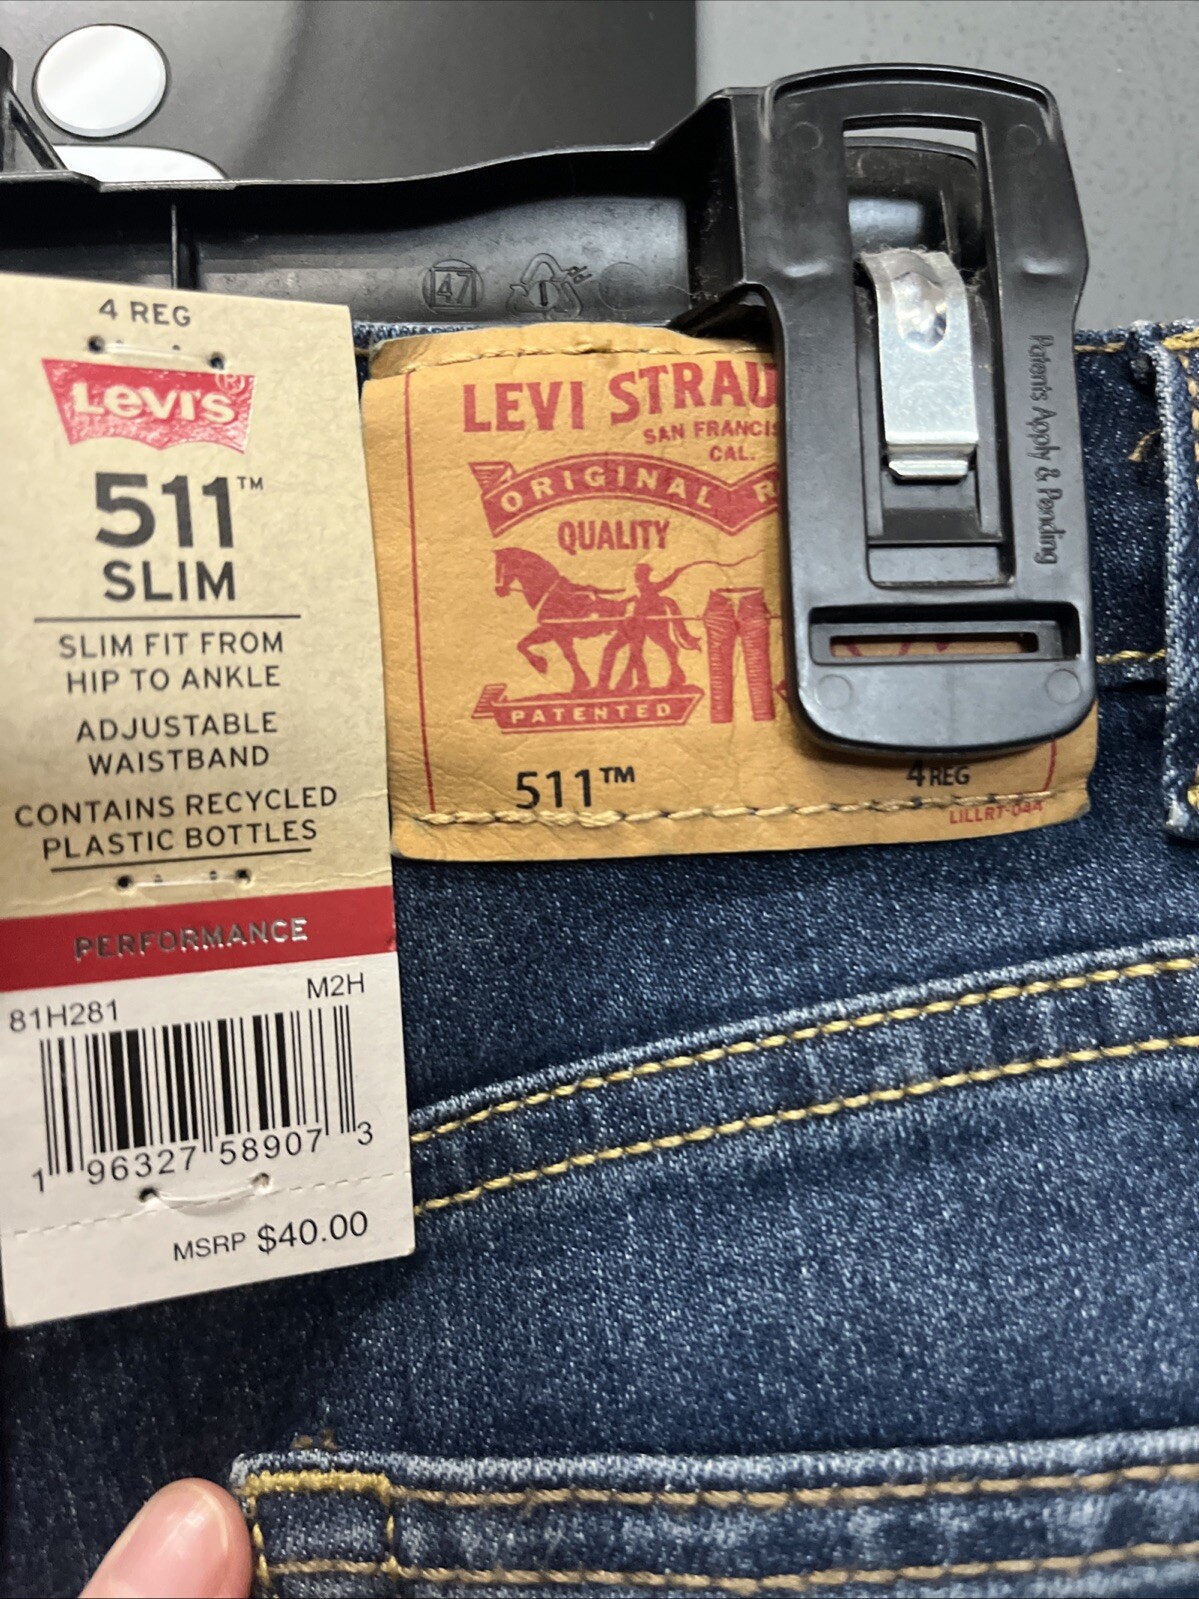 4 REG
Levi's®
511™
SLIM
SLIM FIT FROM
HIP TO ANKLE
ADJUSTABLE
WAISTBAND
CONTAINS RECYCLED
PLASTIC BOTTLES
PERFORMANCE
81H281 M2H
1 96327 58907 3
MSRP $40.00
47
LEVI STRAU
SAN FRANCIS
CAL.
ORIGINAL R
QUALITY
PATENTED
511™ 4 REG
LILLR7-044
Patents Apply & Pending